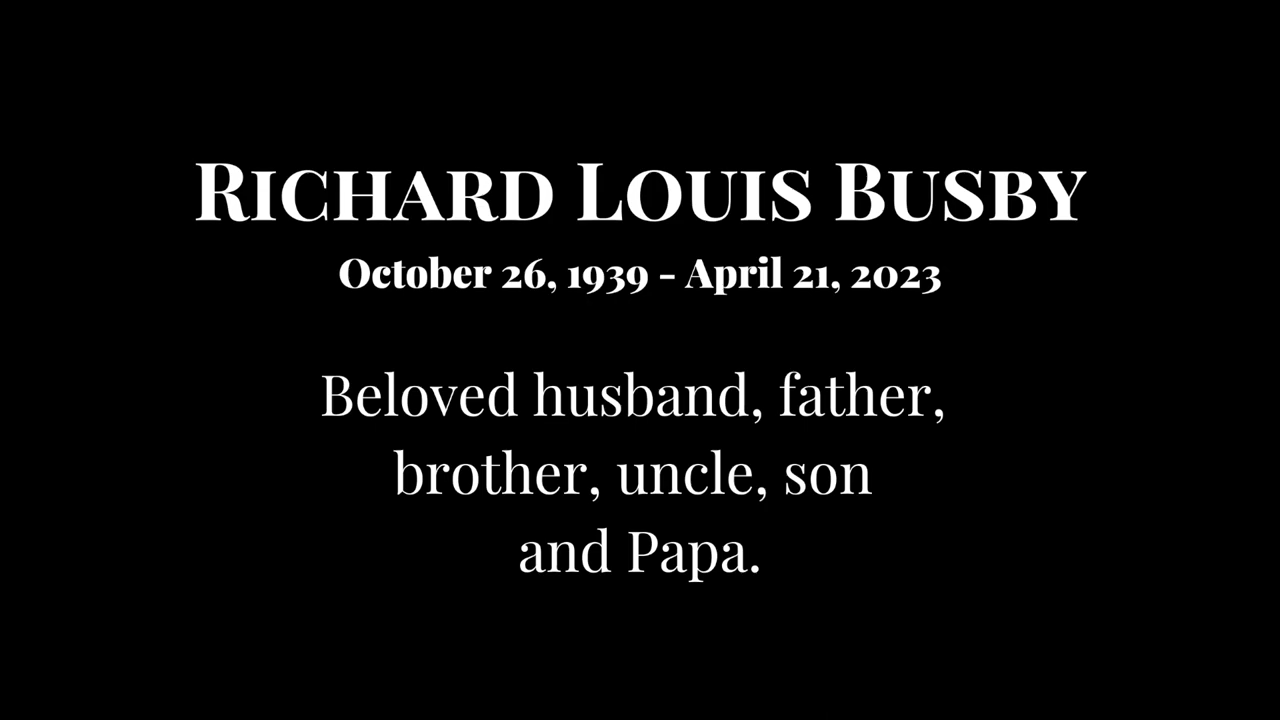 Richard Louis Busby
October 26, 1939 - April 21, 2023
Beloved husband, father,
brother, uncle, son
and Papa.